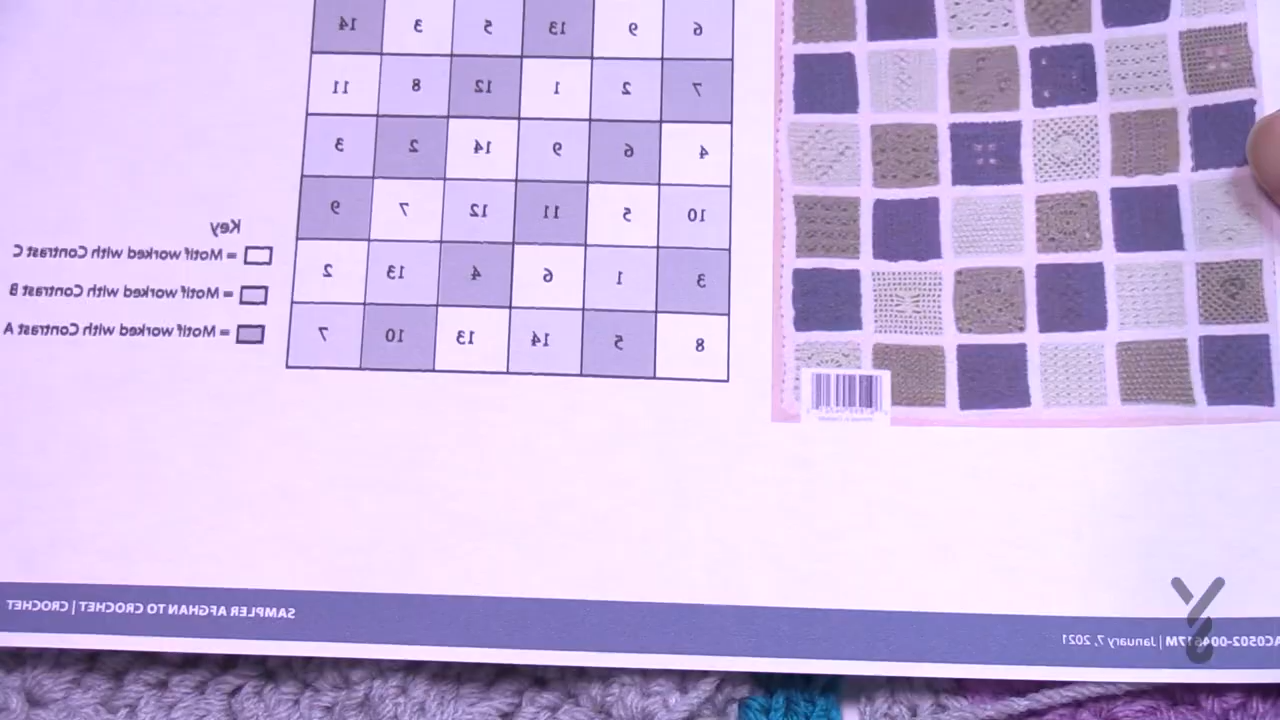 6 9 13 5 3 14
7 2 1 12 8 11
4 6 9 14 2 3
10 5 11 12 7 9
3 1 6 4 13 2
8 5 14 13 10 7
Key
= Motif worked with Contrast C
= Motif worked with Contrast B
= Motif worked with Contrast A
| January 7, 2021
SAMPLER AFGHAN TO CROCHET | CROCHET